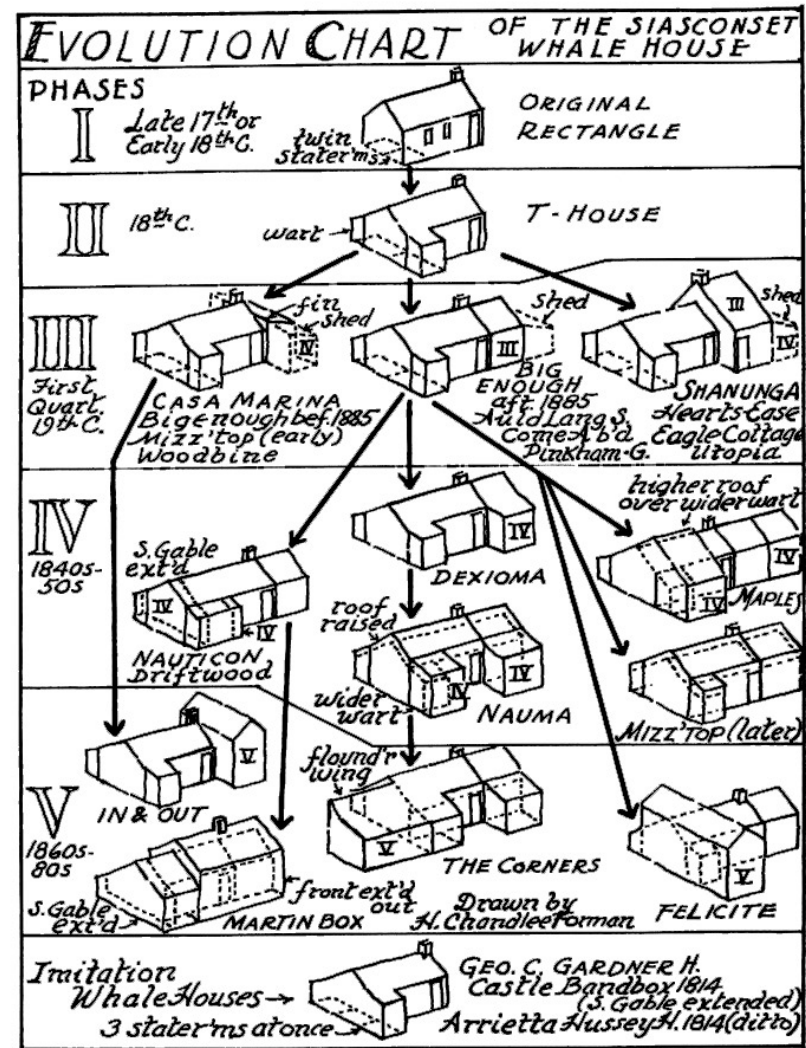 EVOLUTION CHART OF THE SIASCONSET
WHALE HOUSE
PHASES
I
Late 17th or
Early 18th C.
twin
stater'ms
ORIGINAL
RECTANGLE
II
18th C.
wart
T-HOUSE
III
First
Quart.
19th C.
fin
shed
IV
CASA MARINA
Bigenough bef. 1885
Mizz'top (early)
Woodbine
shed
III
BIG
ENOUGH
aft. 1885
Auld Lang S.
Come Ab'd
Pinkham-G.
III
shed
IV
SHANUNGA
Hearts Ease
Eagle Cottage
Utopia
IV
1840s-
50s
S. Gable
ext'd
IV
IV
NAUTICON
Driftwood
IV
DEXIOMA
roof
raised
wider
wart
IV
IV
NAUMA
higher roof
over wider wart
IV
IV
MAPLES
MIZZ'TOP (later)
V
1860s-
80s
V
IN & OUT
S. Gable
ext'd
front ext'd
out
MARTIN BOX
flound'r
wing
V
THE CORNERS
Drawn by
H. Chandlee Forman
V
FELICITE
Imitation
Whale Houses
3 stater'ms at once
GEO. C. GARDNER H.
Castle Bandbox 1814
(S. Gable extended)
Arrietta Hussey H. 1814 (ditto)